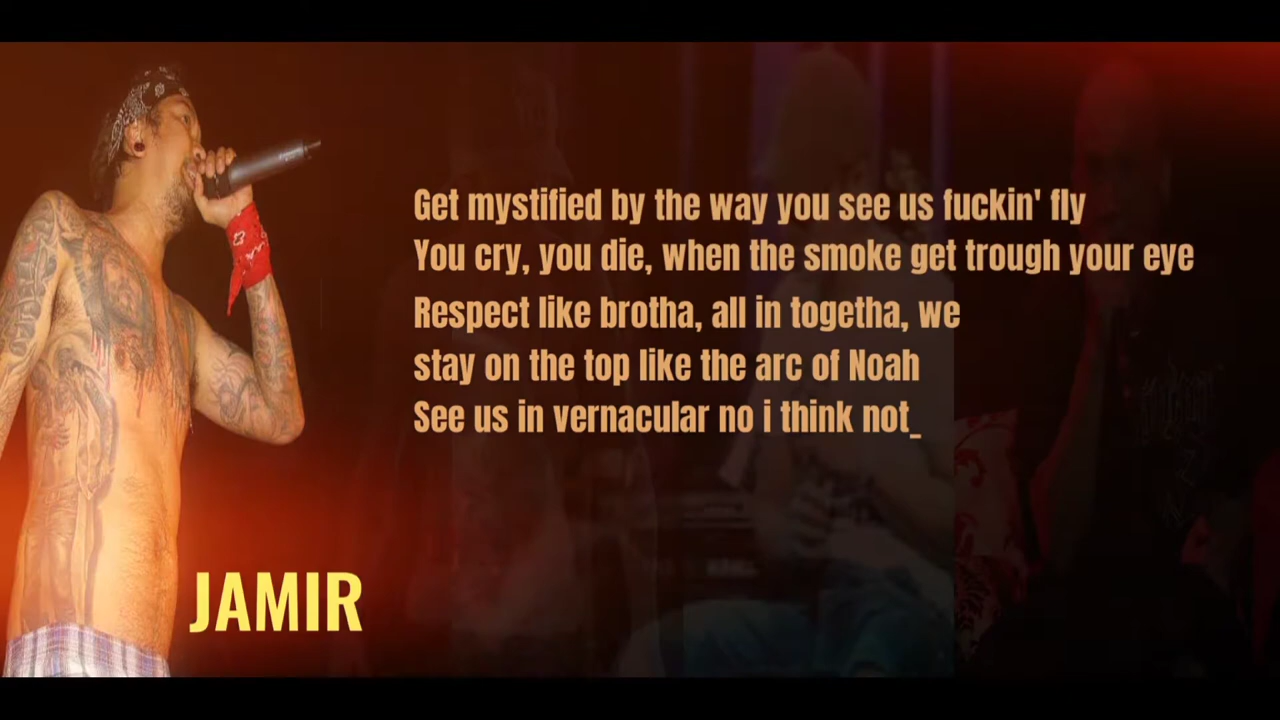 Get mystified by the way you see us fuckin' fly
You cry, you die, when the smoke get trough your eye
Respect like brotha, all in togetha, we
stay on the top like the arc of Noah
See us in vernacular no i think not_
JAMIR